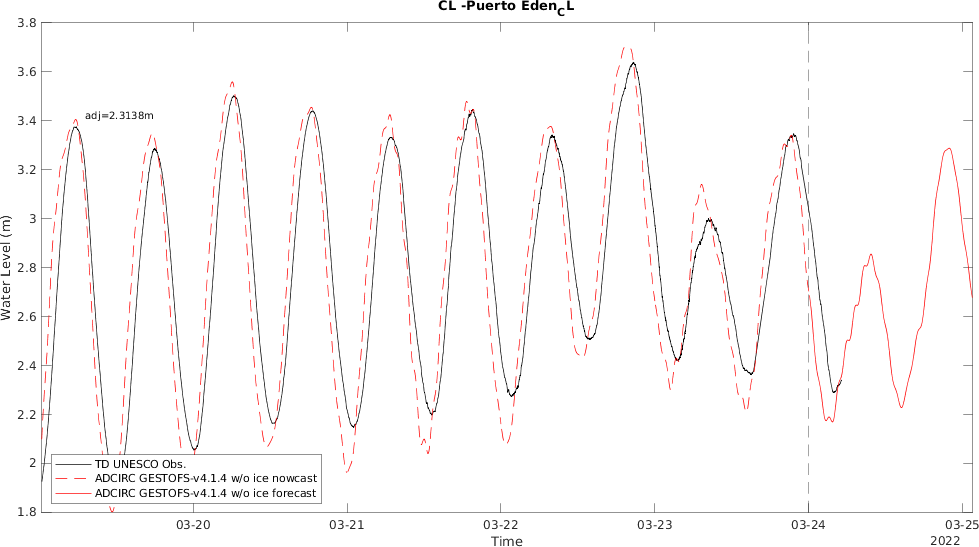 CL -Puerto Eden_CL
3.8
3.6
3.4
3.2
3
2.8
2.6
2.4
2.2
2
1.8
Water Level (m)
adj=2.3138m
TD UNESCO Obs.
ADCIRC GESTOFS-v4.1.4 w/o ice nowcast
ADCIRC GESTOFS-v4.1.4 w/o ice forecast
03-20 03-21 03-22 03-23 03-24 03-25
Time
2022